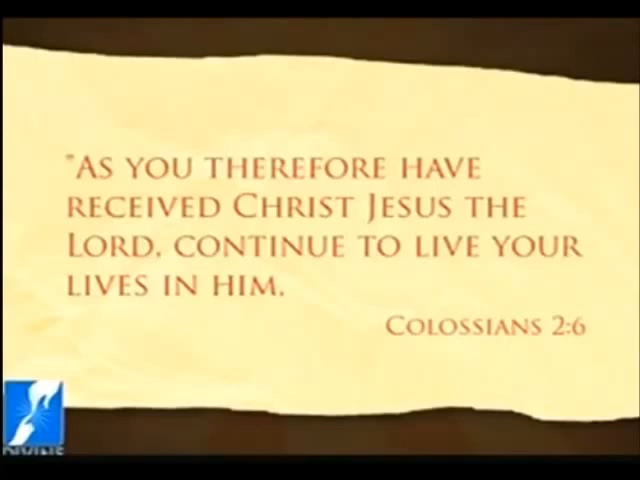 "As you therefore have
received Christ Jesus the
Lord, continue to live your
lives in him.
Colossians 2:6
DIVINE